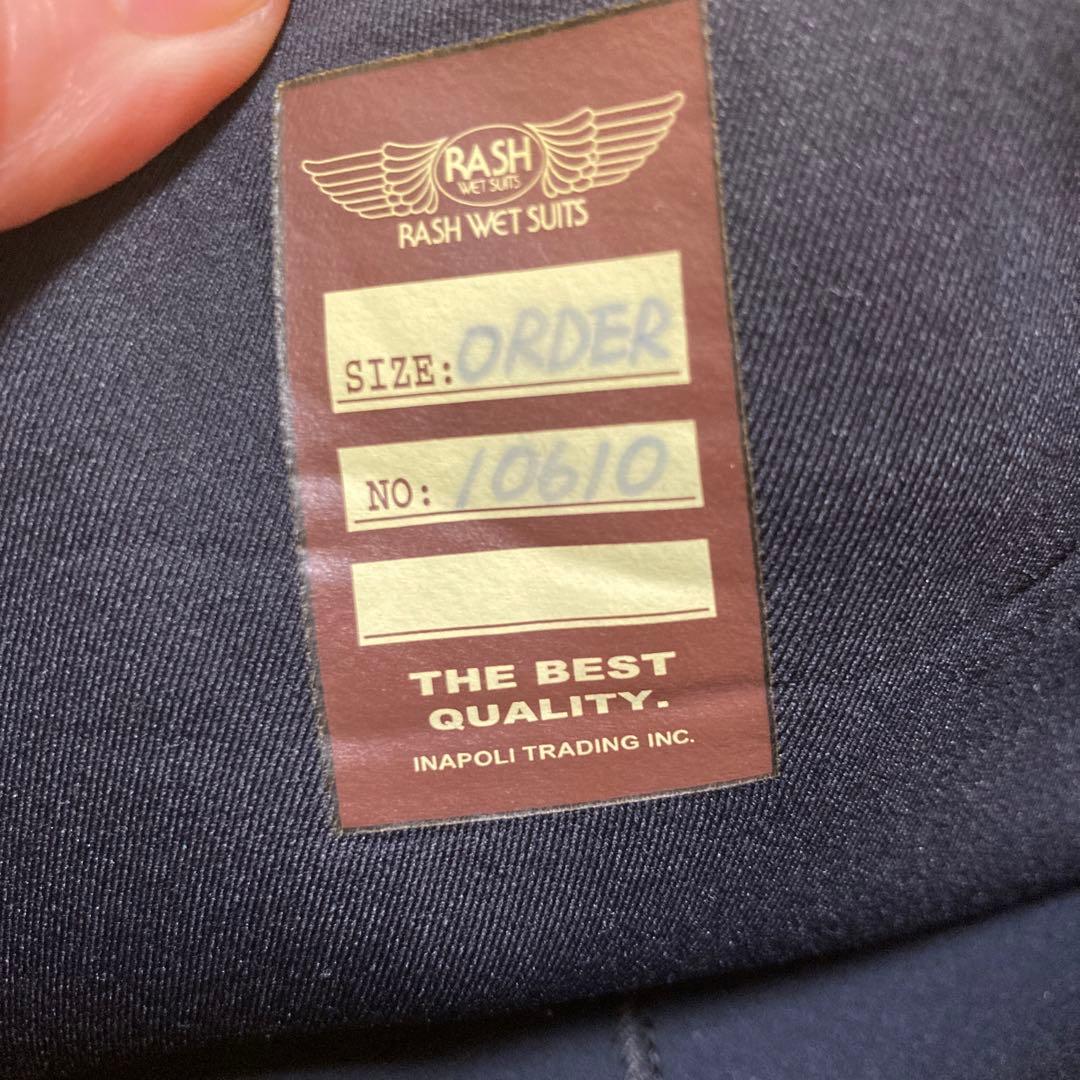 RASH
WET SUITS
RASH WET SUITS
SIZE: ORDER
NO: 10610
THE BEST
QUALITY.
INAPOLI TRADING INC.